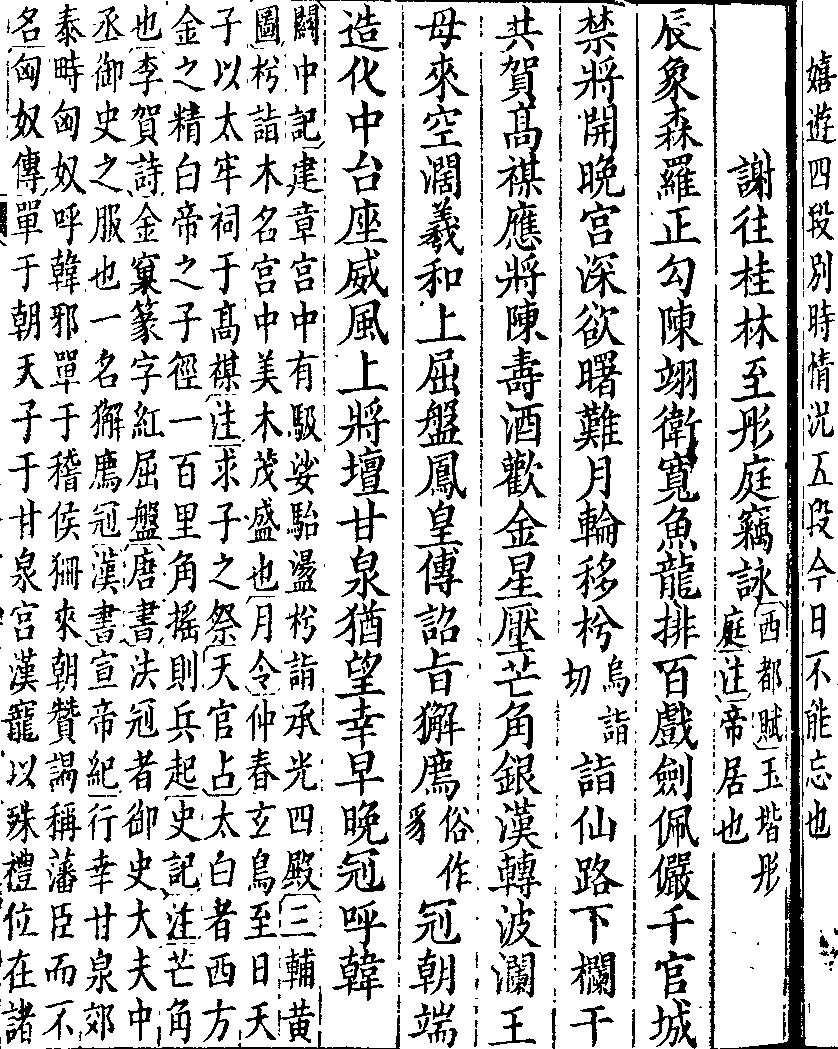 嬉遊四段別時情況五段今日不能忘也
謝往桂林至彤庭竊詠西都賦玉堦彤庭注帝居也
辰象森羅正勾陳翊衛寬魚龍排百戲劍佩儼千官城
禁將開晚宮深欲曙難月輪移枍烏詣切詣仙路下欄干
共賀高禖應將陳壽酒歡金星壓芒角銀漢轉波瀾王
母來空濶羲和上屈盤鳳皇傳詔旨獬廌俗作豸冠朝端
造化中台座威風上將壇甘泉猶望幸早晚冠呼韓
關中記建章宮中有馺娑駘盪枍詣承光四殿三輔黃
圖枍詣木名宮中美木茂盛也月令仲春玄鳥至日天
子以太牢祠于高禖注求子之祭天官占太白者西方
金之精白帝之子徑一百里角搖則兵起史記注芒角
也李賀詩金窠篆字紅屈盤唐書法冠者御史大夫中
丞御史之服也一名獬廌冠漢書宣帝紀行幸甘泉郊
泰畤匈奴呼韓邪單于稽侯狦來朝贊謁稱藩臣而不
名匈奴傳單于朝天子于甘泉宮漢寵以殊禮位在諸